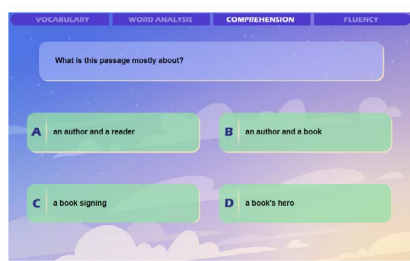 VOCABULARY WORD ANALYSIS COMPREHENSION FLUENCY
What is this passage mostly about?
A an author and a reader
B an author and a book
C a book signing
D a book's hero